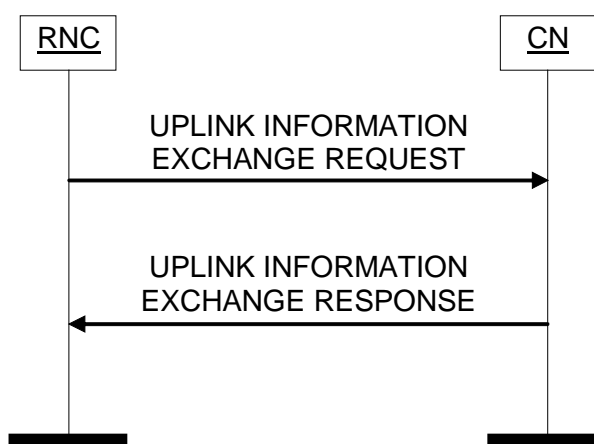 RNC
CN
UPLINK INFORMATION
EXCHANGE REQUEST
UPLINK INFORMATION
EXCHANGE RESPONSE